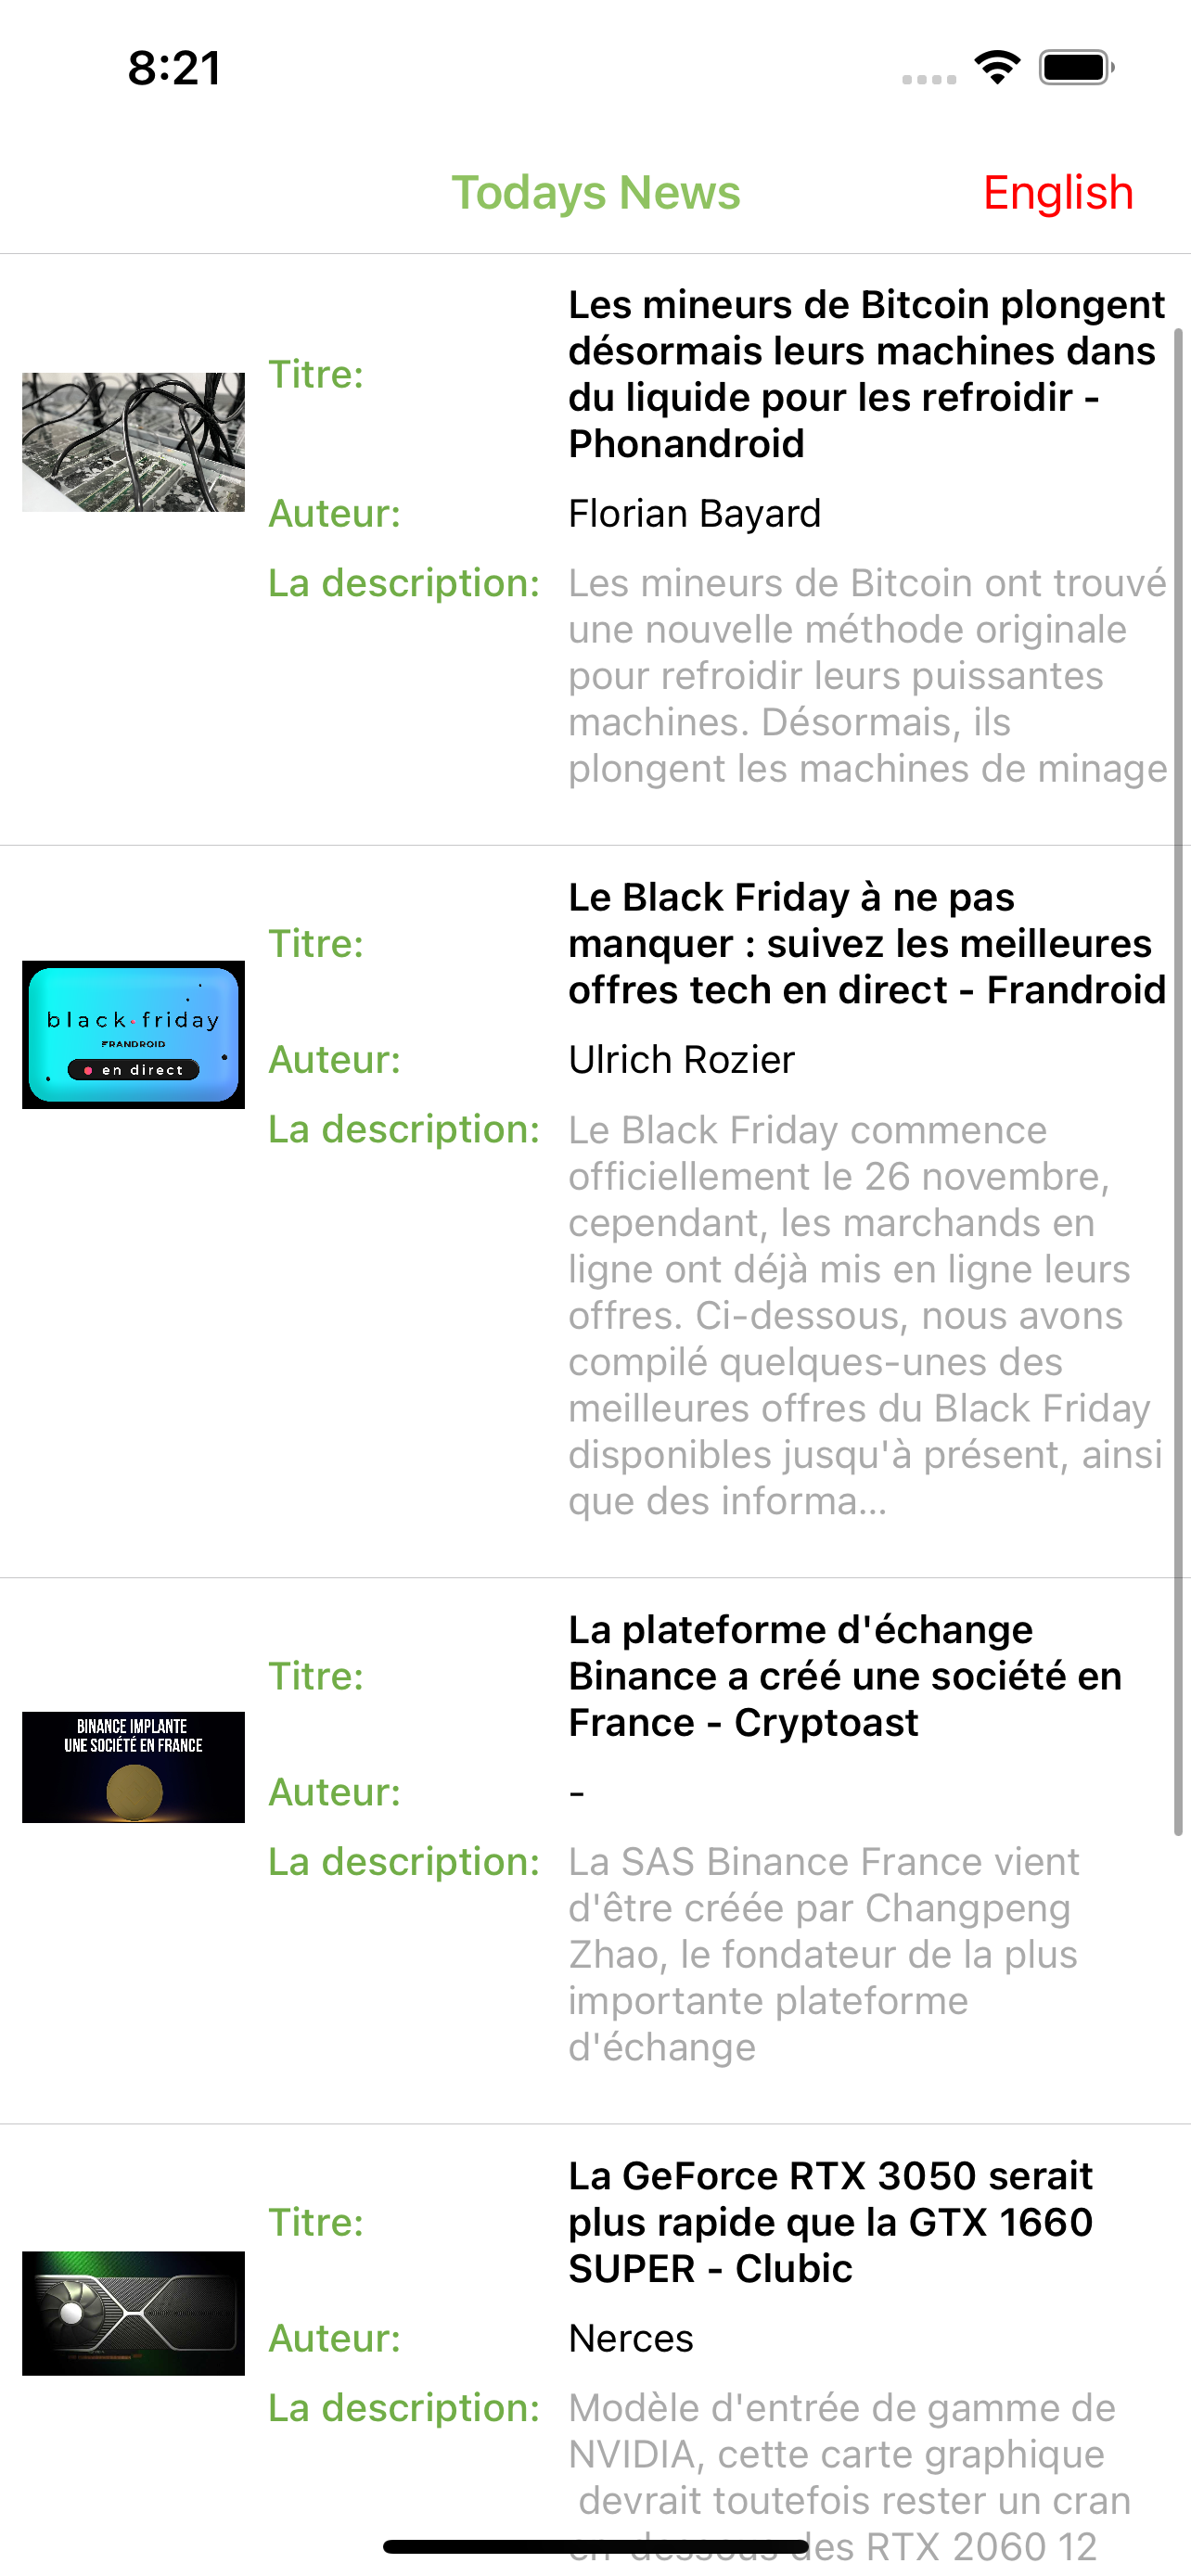 8:21
Todays News
English
Les mineurs de Bitcoin plongent
désormais leurs machines dans
du liquide pour les refroidir -
Phonandroid
Titre:
Auteur:
Florian Bayard
La description:
Les mineurs de Bitcoin ont trouvé
une nouvelle méthode originale
pour refroidir leurs puissantes
machines. Désormais, ils
plongent les machines de minage
Le Black Friday à ne pas
manquer : suivez les meilleures
offres tech en direct - Frandroid
Titre:
black friday
FRANDROID
en direct
Auteur:
Ulrich Rozier
La description:
Le Black Friday commence
officiellement le 26 novembre,
cependant, les marchands en
ligne ont déjà mis en ligne leurs
offres. Ci-dessous, nous avons
compilé quelques-unes des
meilleures offres du Black Friday
disponibles jusqu'à présent, ainsi
que des informa...
La plateforme d'échange
Binance a créé une société en
France - Cryptoast
Titre:
BINANCE IMPLANTE
UNE SOCIÉTÉ EN FRANCE
Auteur:
-
La description:
La SAS Binance France vient
d'être créée par Changpeng
Zhao, le fondateur de la plus
importante plateforme
d'échange
La GeForce RTX 3050 serait
plus rapide que la GTX 1660
SUPER - Clubic
Titre:
Auteur:
Nerces
La description:
Modèle d'entrée de gamme de
NVIDIA, cette carte graphique
devrait toutefois rester un cran
en-dessous des RTX 2060 12